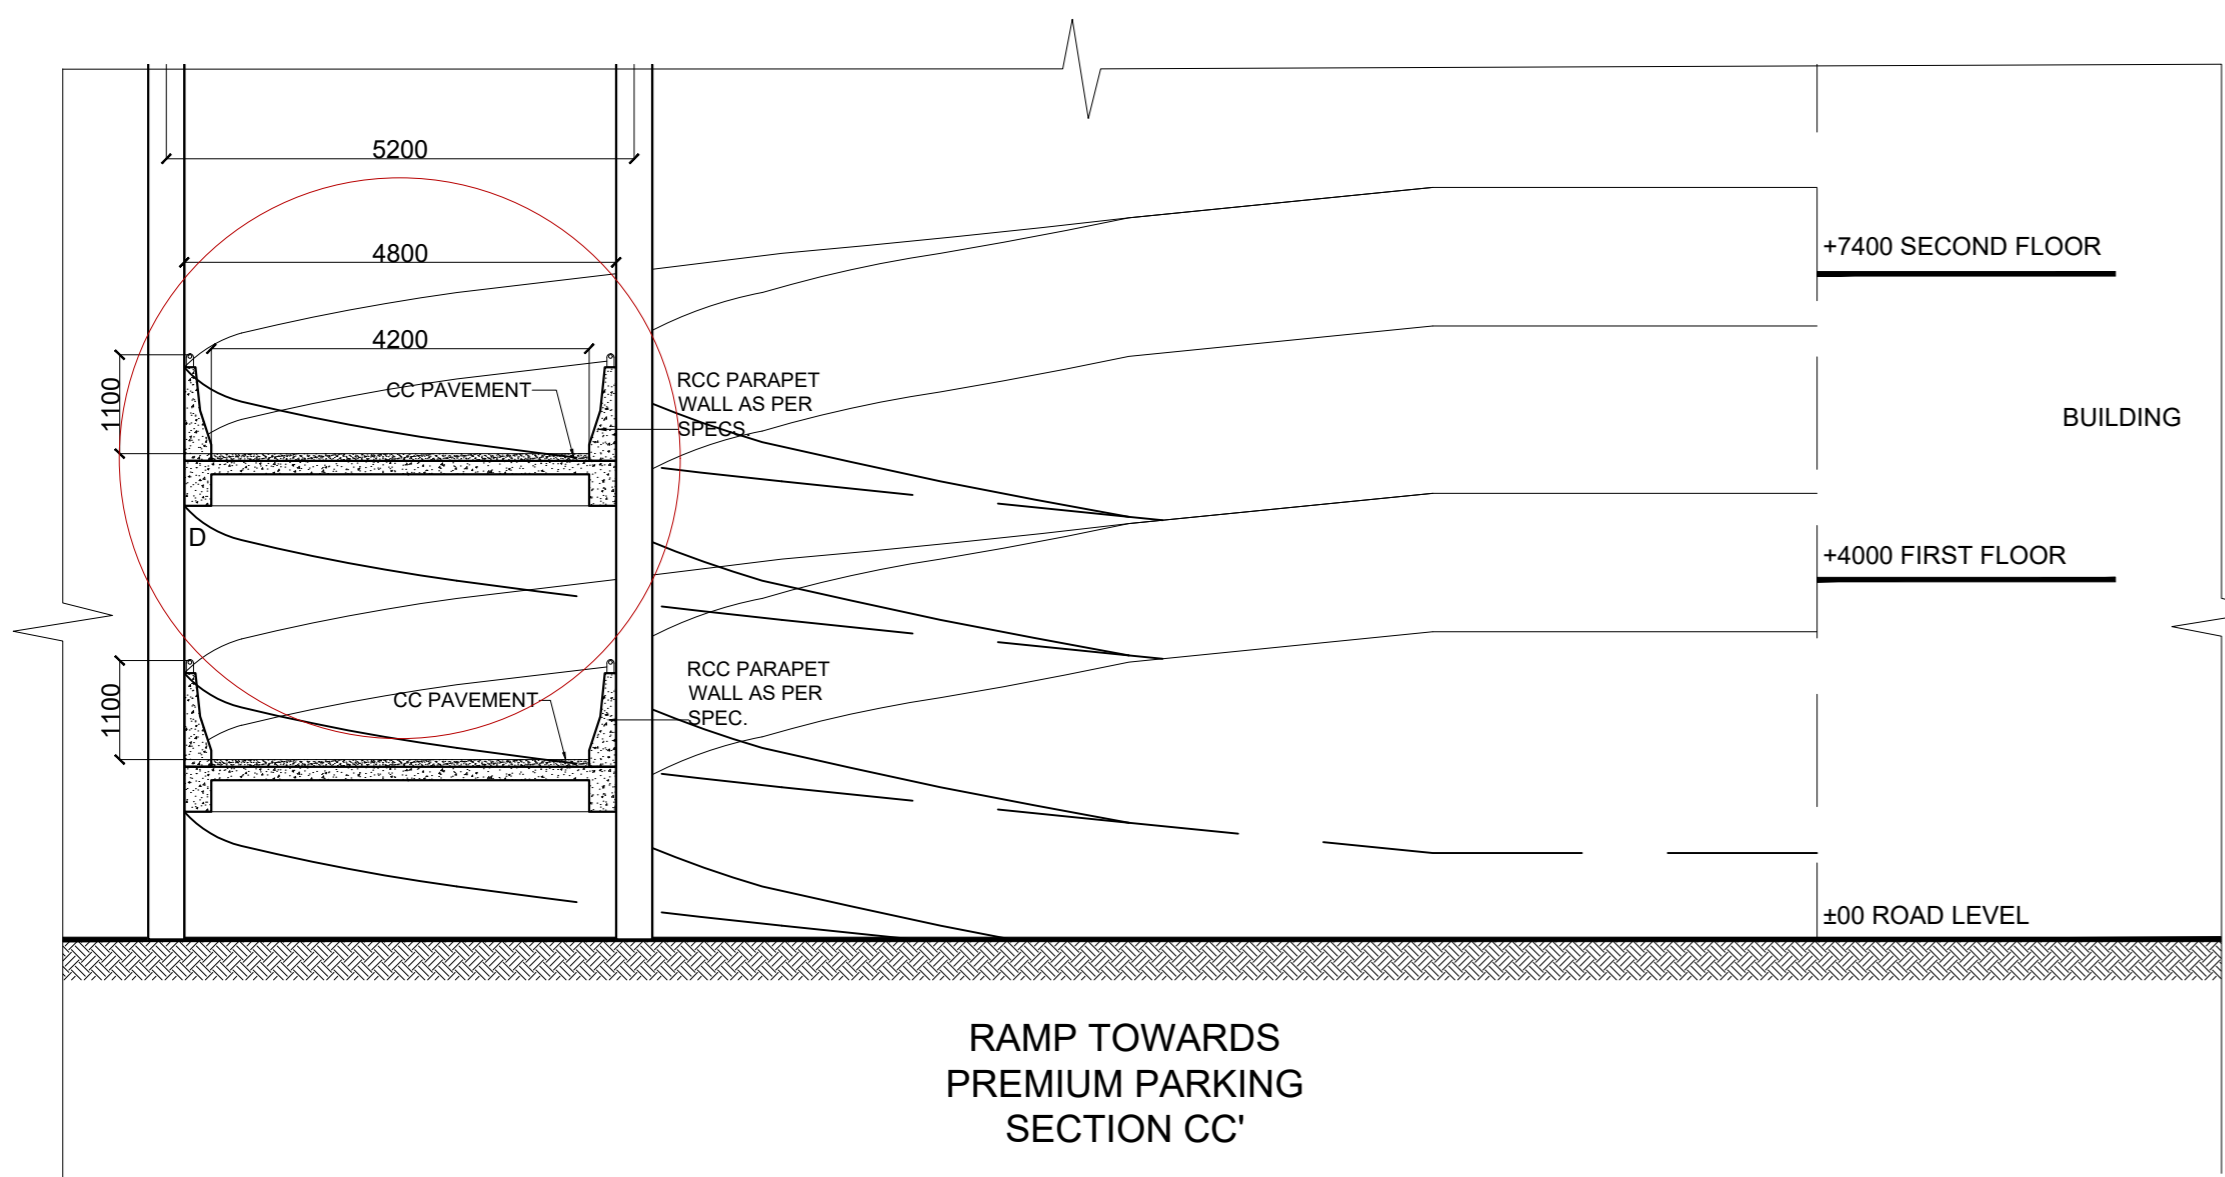 5200
4800
+7400 SECOND FLOOR
4200
1100
CC PAVEMENT
RCC PARAPET
WALL AS PER
SPECS.
BUILDING
D
+4000 FIRST FLOOR
1100
CC PAVEMENT
RCC PARAPET
WALL AS PER
SPEC.
±00 ROAD LEVEL
RAMP TOWARDS
PREMIUM PARKING
SECTION CC'